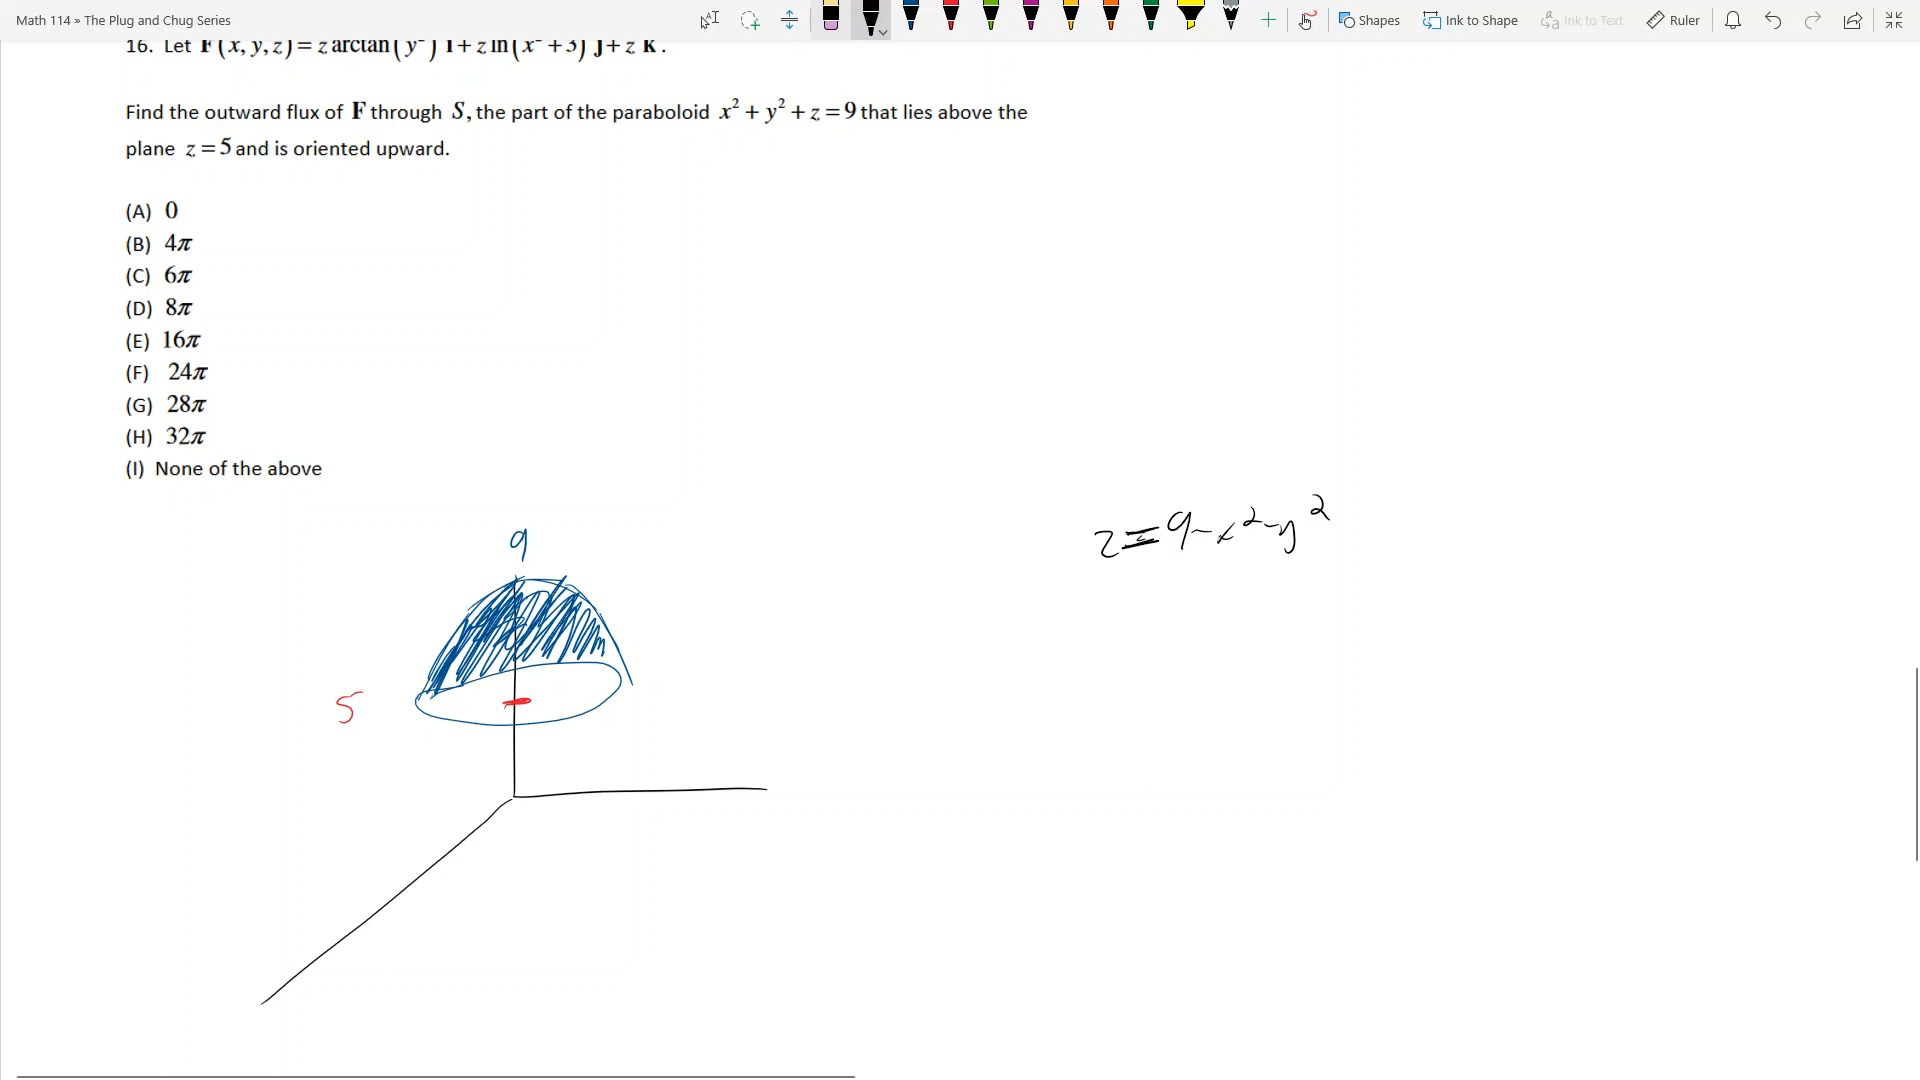 Math 114 » The Plug and Chug Series
Shapes Ink to Shape Ink to Text Ruler
16. Let F(x, y, z) = z arctan(y²) i + z ln(x² + 3) j + z k.
Find the outward flux of F through S, the part of the paraboloid x² + y² + z = 9 that lies above the
plane z = 5 and is oriented upward.
(A) 0
(B) 4π
(C) 6π
(D) 8π
(E) 16π
(F) 24π
(G) 28π
(H) 32π
(I) None of the above
z = 9 - x² - y²
9
5